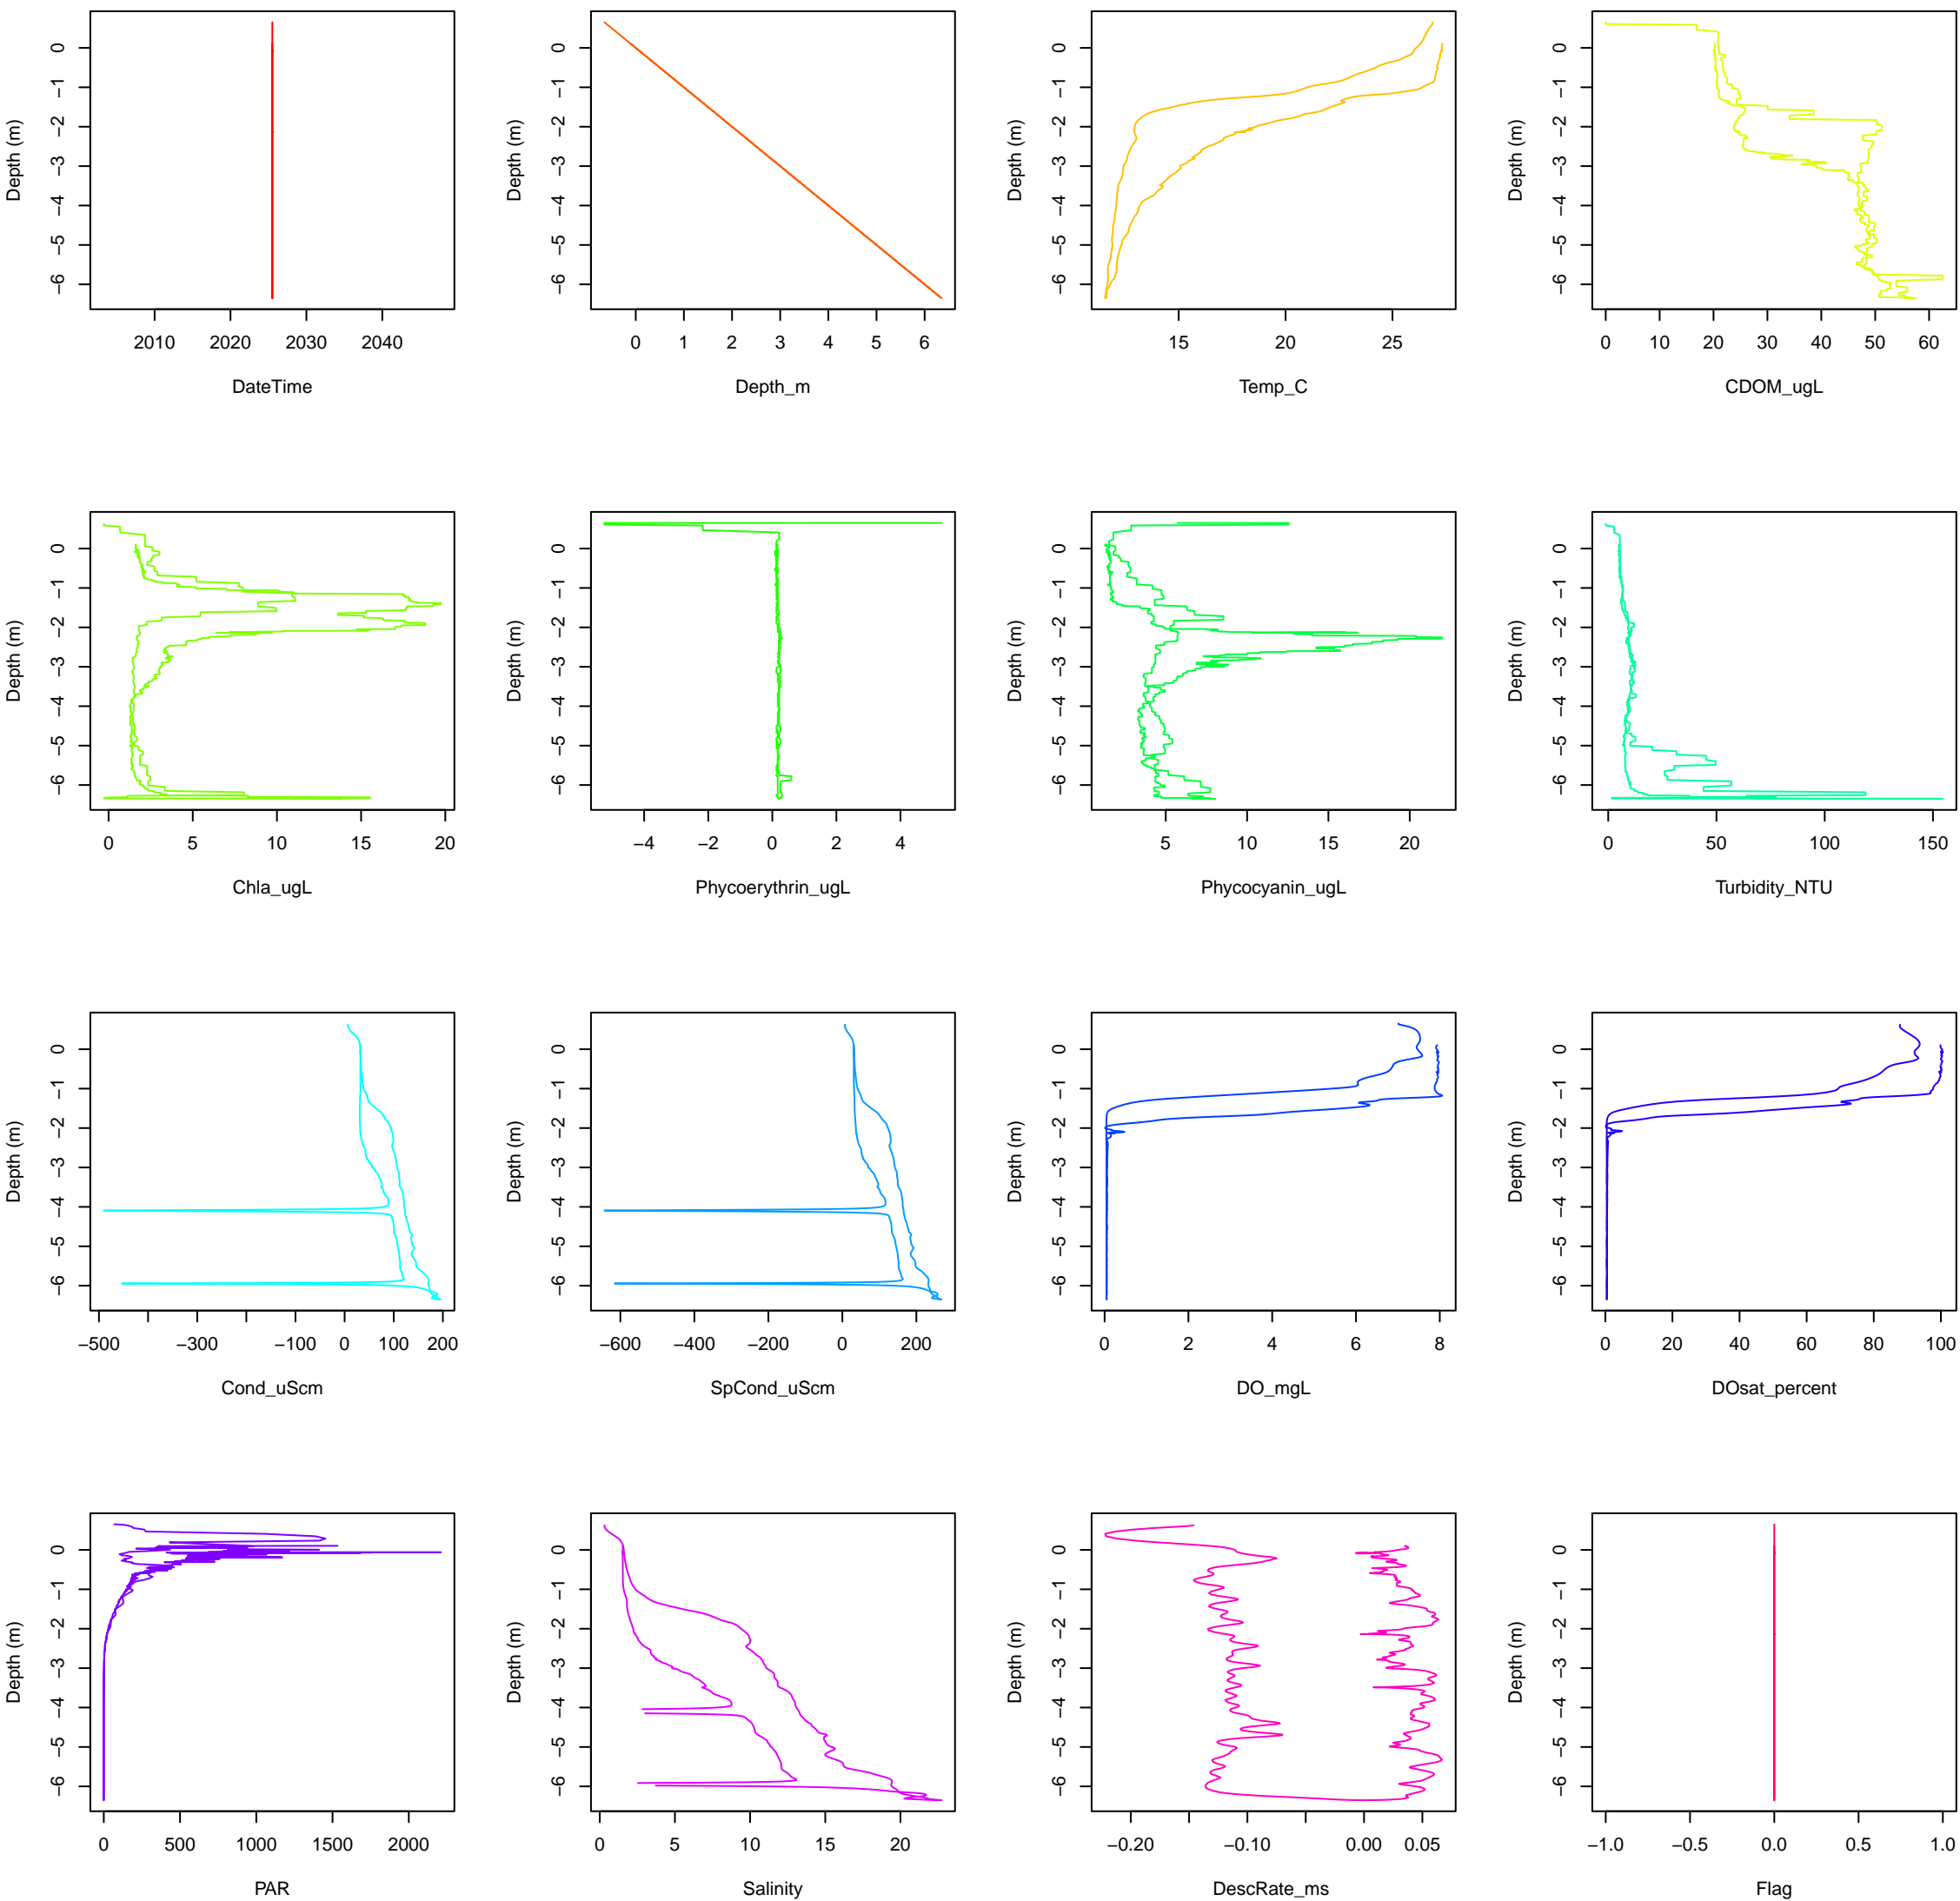 Depth (m)
0
−1
−2
−3
−4
−5
−6
2010 2020 2030 2040
DateTime
Depth (m)
0
−1
−2
−3
−4
−5
−6
0 1 2 3 4 5 6
Depth_m
Depth (m)
0
−1
−2
−3
−4
−5
−6
15 20 25
Temp_C
Depth (m)
0
−1
−2
−3
−4
−5
−6
0 10 20 30 40 50 60
CDOM_ugL
Depth (m)
0
−1
−2
−3
−4
−5
−6
0 5 10 15 20
Chla_ugL
Depth (m)
0
−1
−2
−3
−4
−5
−6
−4 −2 0 2 4
Phycoerythrin_ugL
Depth (m)
0
−1
−2
−3
−4
−5
−6
5 10 15 20
Phycocyanin_ugL
Depth (m)
0
−1
−2
−3
−4
−5
−6
0 50 100 150
Turbidity_NTU
Depth (m)
0
−1
−2
−3
−4
−5
−6
−500 −300 −100 0 100 200
Cond_uScm
Depth (m)
0
−1
−2
−3
−4
−5
−6
−600 −400 −200 0 200
SpCond_uScm
Depth (m)
0
−1
−2
−3
−4
−5
−6
0 2 4 6 8
DO_mgL
Depth (m)
0
−1
−2
−3
−4
−5
−6
0 20 40 60 80 100
DOsat_percent
Depth (m)
0
−1
−2
−3
−4
−5
−6
0 500 1000 1500 2000
PAR
Depth (m)
0
−1
−2
−3
−4
−5
−6
0 5 10 15 20
Salinity
Depth (m)
0
−1
−2
−3
−4
−5
−6
−0.20 −0.10 0.00 0.05
DescRate_ms
Depth (m)
0
−1
−2
−3
−4
−5
−6
−1.0 −0.5 0.0 0.5 1.0
Flag